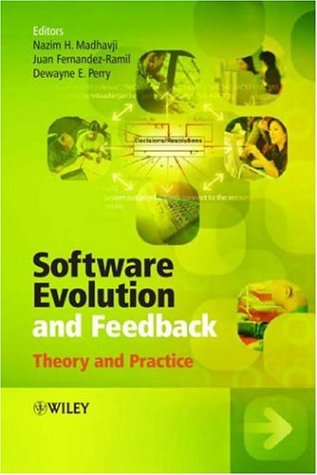 Editors
Nazim H. Madhavji
Juan Fernandez-Ramil
Dewayne E. Perry
Decisions/Resolutions
Software
Evolution
and Feedback
Theory and Practice
WILEY